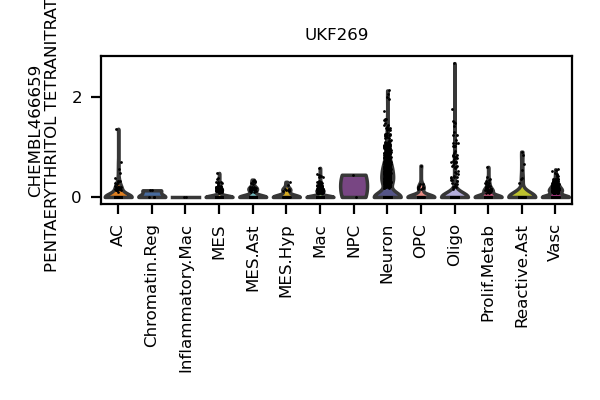 UKF269
CHEMBL466659
PENTAERYTHRITOL TETRANITRAT
2
0
AC
Chromatin.Reg
Inflammatory.Mac
MES
MES.Ast
MES.Hyp
Mac
NPC
Neuron
OPC
Oligo
Prolif.Metab
Reactive.Ast
Vasc